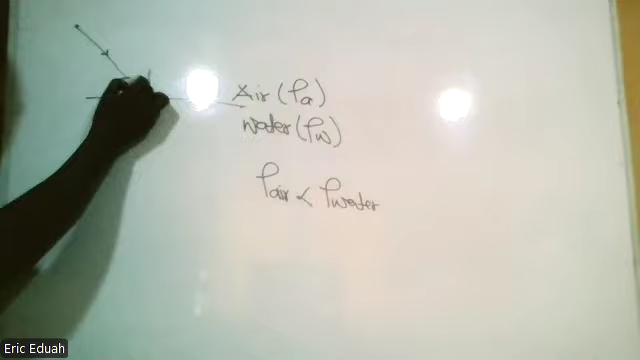 Air (ρa)
water (ρw)
ρair < ρwater
Eric Eduah